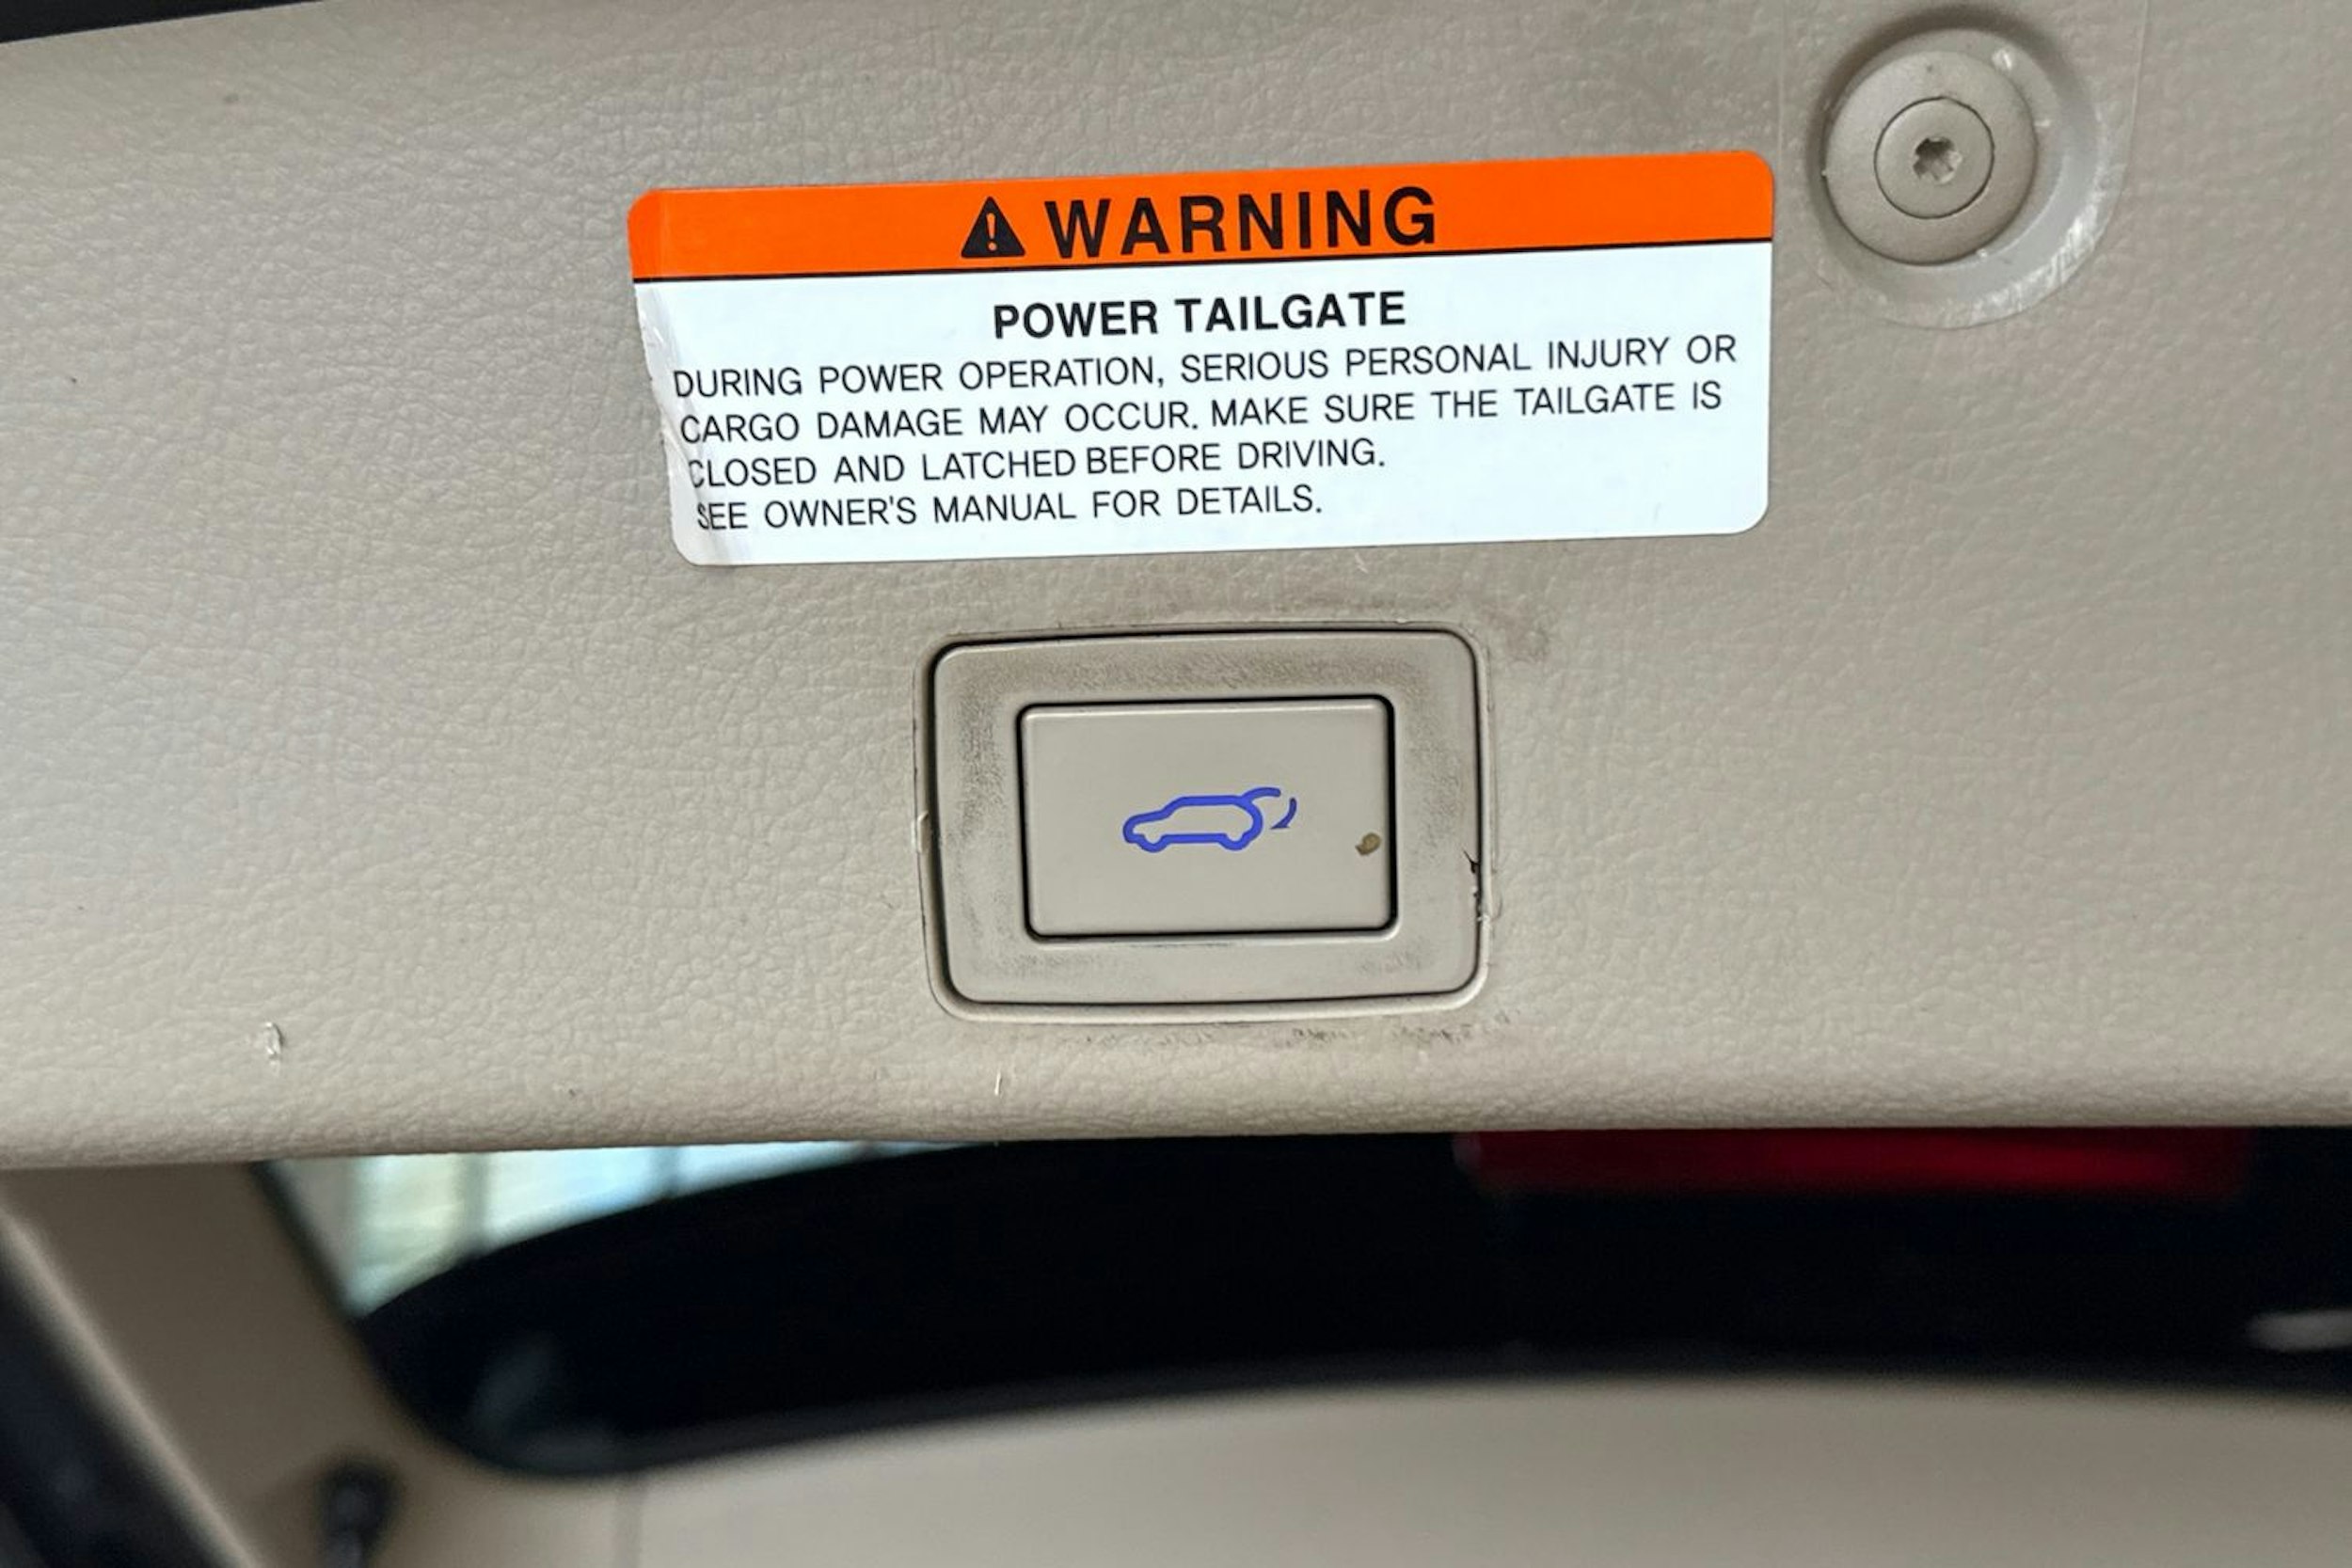 WARNING
POWER TAILGATE
DURING POWER OPERATION, SERIOUS PERSONAL INJURY OR
CARGO DAMAGE MAY OCCUR. MAKE SURE THE TAILGATE IS
CLOSED AND LATCHED BEFORE DRIVING.
SEE OWNER'S MANUAL FOR DETAILS.